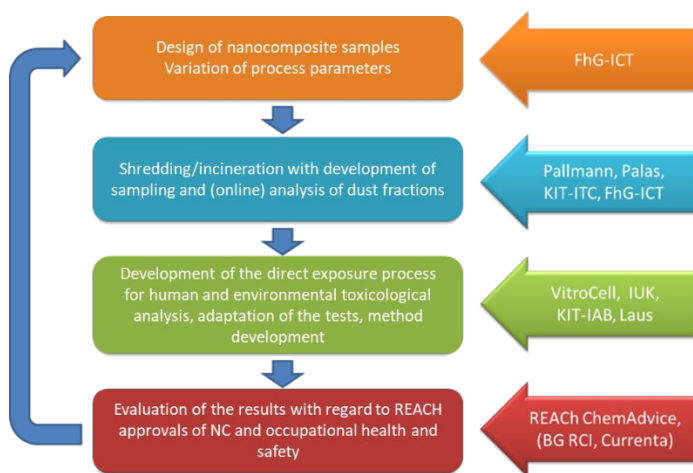 Design of nanocomposite samples
Variation of process parameters
FhG-ICT
Shredding/incineration with development of
sampling and (online) analysis of dust fractions
Pallmann, Palas,
KIT-ITC, FhG-ICT
Development of the direct exposure process
for human and environmental toxicological
analysis, adaptation of the tests, method
development
VitroCell, IUK,
KIT-IAB, Laus
Evaluation of the results with regard to REACH
approvals of NC and occupational health and
safety
REACh ChemAdvice,
(BG RCI, Currenta)